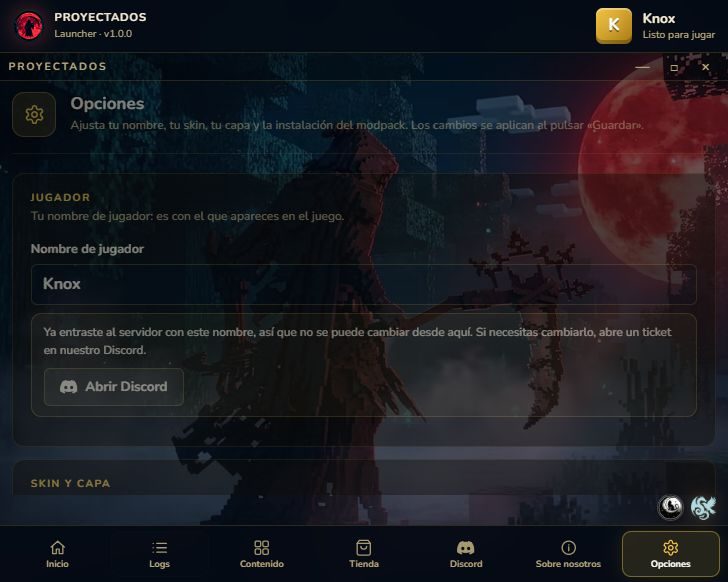 PROYECTADOS
Launcher · v1.0.0
K
Knox
Listo para jugar
PROYECTADOS
Opciones
Ajusta tu nombre, tu skin, tu capa y la instalación del modpack. Los cambios se aplican al pulsar «Guardar».
JUGADOR
Tu nombre de jugador: es con el que apareces en el juego.
Nombre de jugador
Knox
Ya entraste al servidor con este nombre, así que no se puede cambiar desde aquí. Si necesitas cambiarlo, abre un ticket
en nuestro Discord.
Abrir Discord
SKIN Y CAPA
Inicio
Logs
Contenido
Tienda
Discord
Sobre nosotros
Opciones